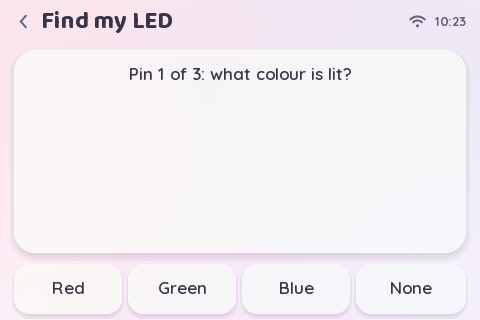 Find my LED
10:23
Pin 1 of 3: what colour is lit?
Red
Green
Blue
None